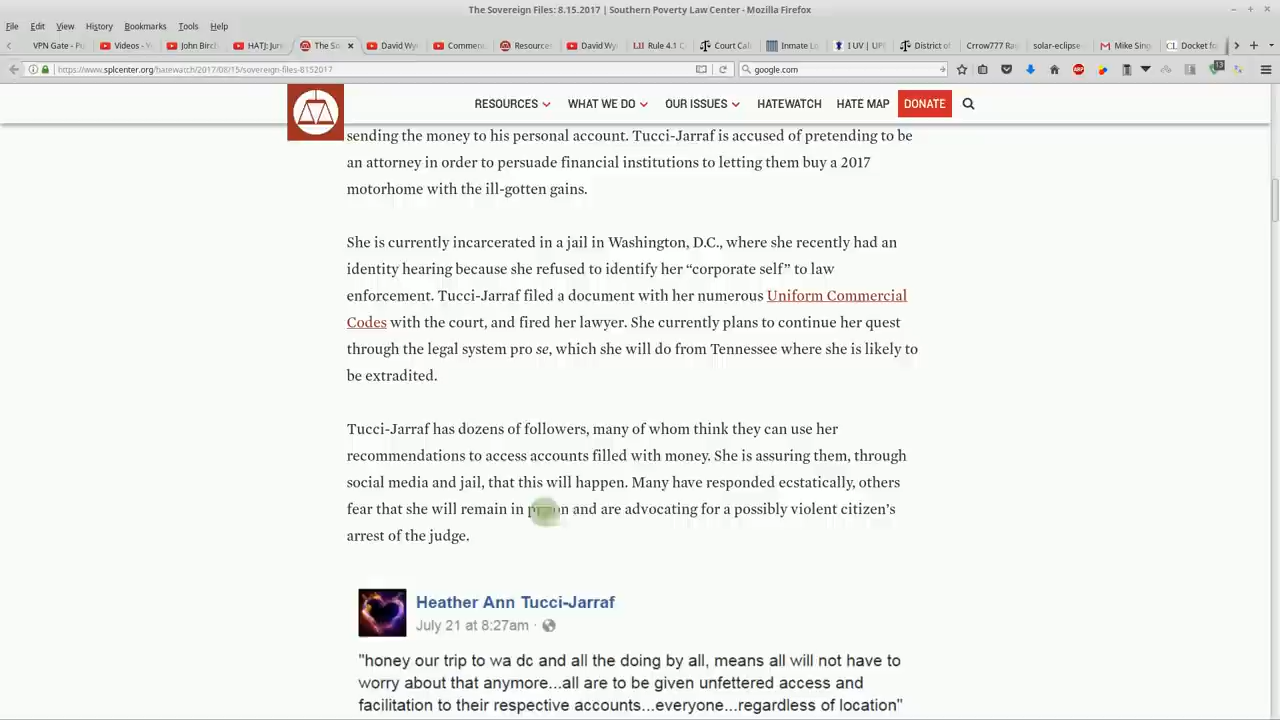 The Sovereign Files: 8.15.2017 | Southern Poverty Law Center - Mozilla Firefox
File Edit View History Bookmarks Tools Help
VPN Gate - Pu Videos - Y John Birch HATJ: Jun The So David Wy Commenc Resources David Wy Rule 4.1 C Court Cal Inmate Lo I UV | UP District of Crrow777 Ra solar-eclipse Mike Sing Docket fo
https://www.splcenter.org/hatewatch/2017/08/15/sovereign-files-8152017
google.com
13
RESOURCES WHAT WE DO OUR ISSUES HATEWATCH HATE MAP DONATE
sending the money to his personal account. Tucci-Jarraf is accused of pretending to be
an attorney in order to persuade financial institutions to letting them buy a 2017
motorhome with the ill-gotten gains.
She is currently incarcerated in a jail in Washington, D.C., where she recently had an
identity hearing because she refused to identify her “corporate self” to law
enforcement. Tucci-Jarraf filed a document with her numerous Uniform Commercial
Codes with the court, and fired her lawyer. She currently plans to continue her quest
through the legal system pro se, which she will do from Tennessee where she is likely to
be extradited.
Tucci-Jarraf has dozens of followers, many of whom think they can use her
recommendations to access accounts filled with money. She is assuring them, through
social media and jail, that this will happen. Many have responded ecstatically, others
fear that she will remain in prison and are advocating for a possibly violent citizen’s
arrest of the judge.
Heather Ann Tucci-Jarraf
July 21 at 8:27am ·
"honey our trip to wa dc and all the doing by all, means all will not have to
worry about that anymore...all are to be given unfettered access and
facilitation to their respective accounts...everyone...regardless of location"